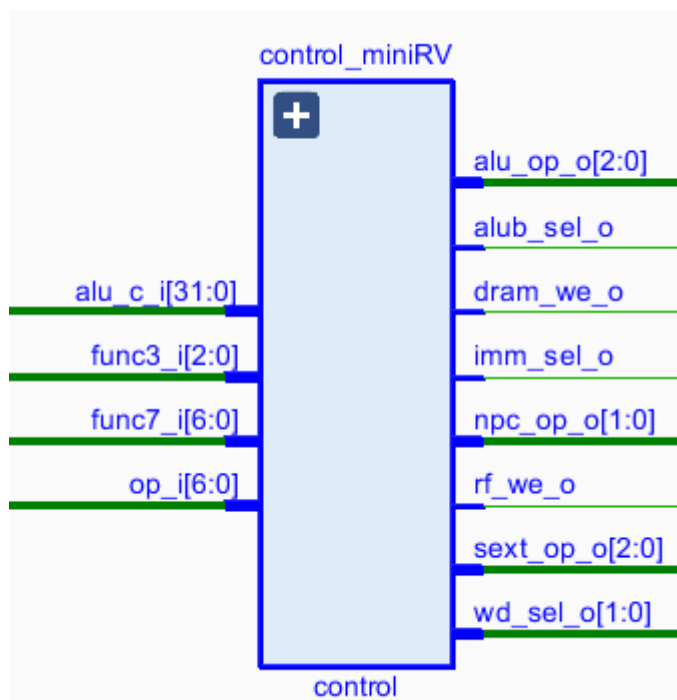 control_miniRV
alu_c_i[31:0]
func3_i[2:0]
func7_i[6:0]
op_i[6:0]
alu_op_o[2:0]
alub_sel_o
dram_we_o
imm_sel_o
npc_op_o[1:0]
rf_we_o
sext_op_o[2:0]
wd_sel_o[1:0]
control